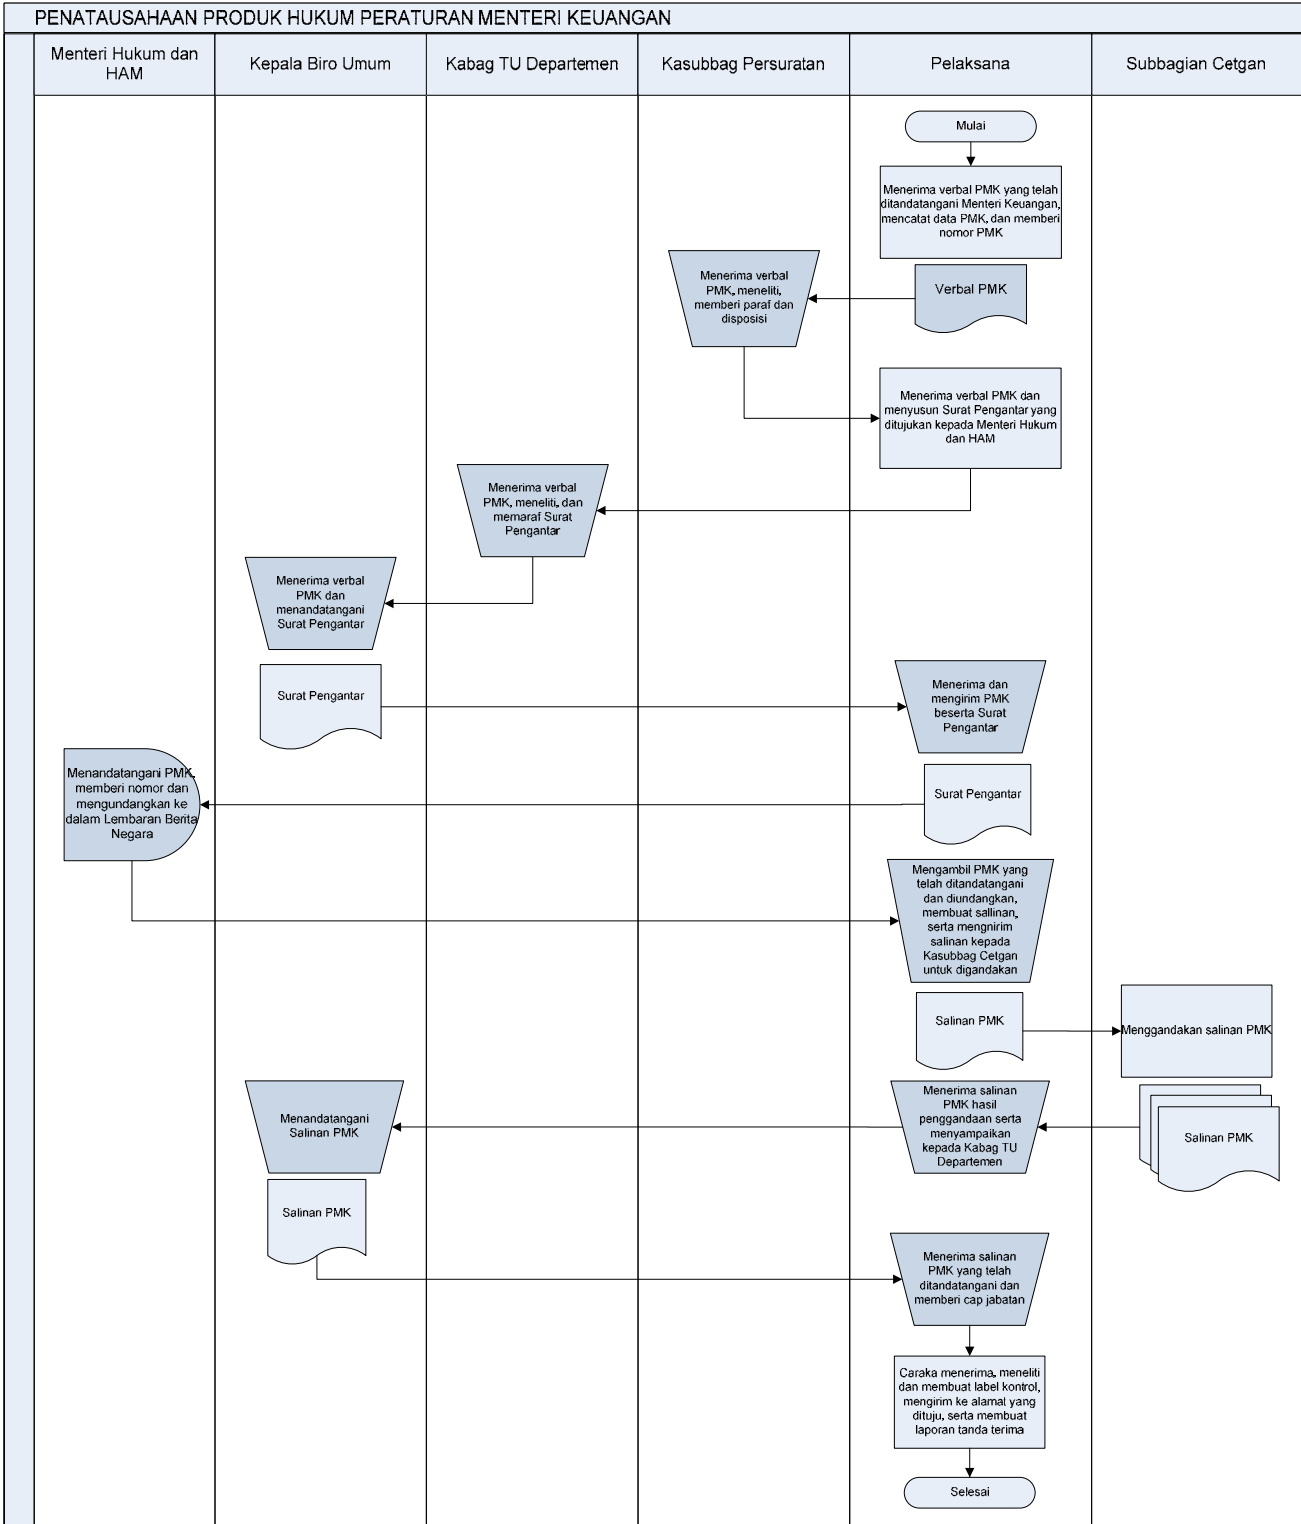 PENATAUSAHAAN PRODUK HUKUM PERATURAN MENTERI KEUANGAN
Menteri Hukum dan
HAM
Kepala Biro Umum
Kabag TU Departemen
Kasubbag Persuratan
Pelaksana
Subbagian Cetgan
Mulai
Menerima verbal PMK yang telah
ditandatangani Menteri Keuangan,
mencatat data PMK, dan memberi
nomor PMK
Verbal PMK
Menerima verbal
PMK, meneliti,
memberi paraf dan
disposisi
Menerima verbal PMK dan
menyusun Surat Pengantar yang
ditujukan kepada Menteri Hukum
dan HAM
Menerima verbal
PMK, meneliti, dan
memaraf Surat
Pengantar
Menerima verbal
PMK dan
menandatangani
Surat Pengantar
Surat Pengantar
Menerima dan
mengirim PMK
beserta Surat
Pengantar
Surat Pengantar
Menandatangani PMK,
memberi nomor dan
mengundangkan ke
dalam Lembaran Berita
Negara
Mengambil PMK yang
telah ditandatangani
dan diundangkan,
membuat sallinan,
serta mengnirim
salinan kepada
Kasubbag Cetgan
untuk digandakan
Salinan PMK
Menggandakan salinan PMK
Salinan PMK
Menerima salinan
PMK hasil
penggandaan serta
menyampaikan
kepada Kabag TU
Departemen
Menandatangani
Salinan PMK
Salinan PMK
Menerima salinan
PMK yang telah
ditandatangani dan
memberi cap jabatan
Caraka menerima, meneliti
dan membuat label kontrol,
mengirim ke alamat yang
dituju, serta membuat
laporan tanda terima
Selesai